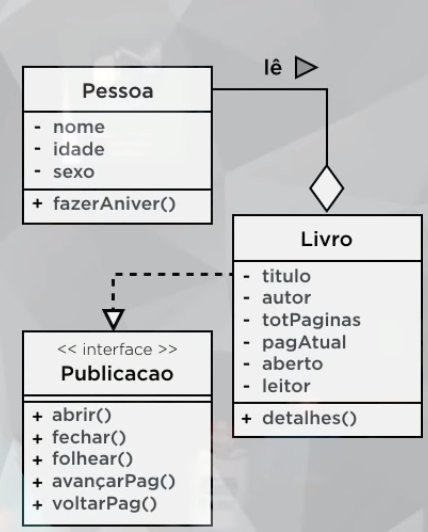 lê
Pessoa
- nome
- idade
- sexo
+ fazerAniver()
Livro
- titulo
- autor
- totPaginas
- pagAtual
- aberto
- leitor
+ detalhes()
<< interface >>
Publicacao
+ abrir()
+ fechar()
+ folhear()
+ avançarPag()
+ voltarPag()